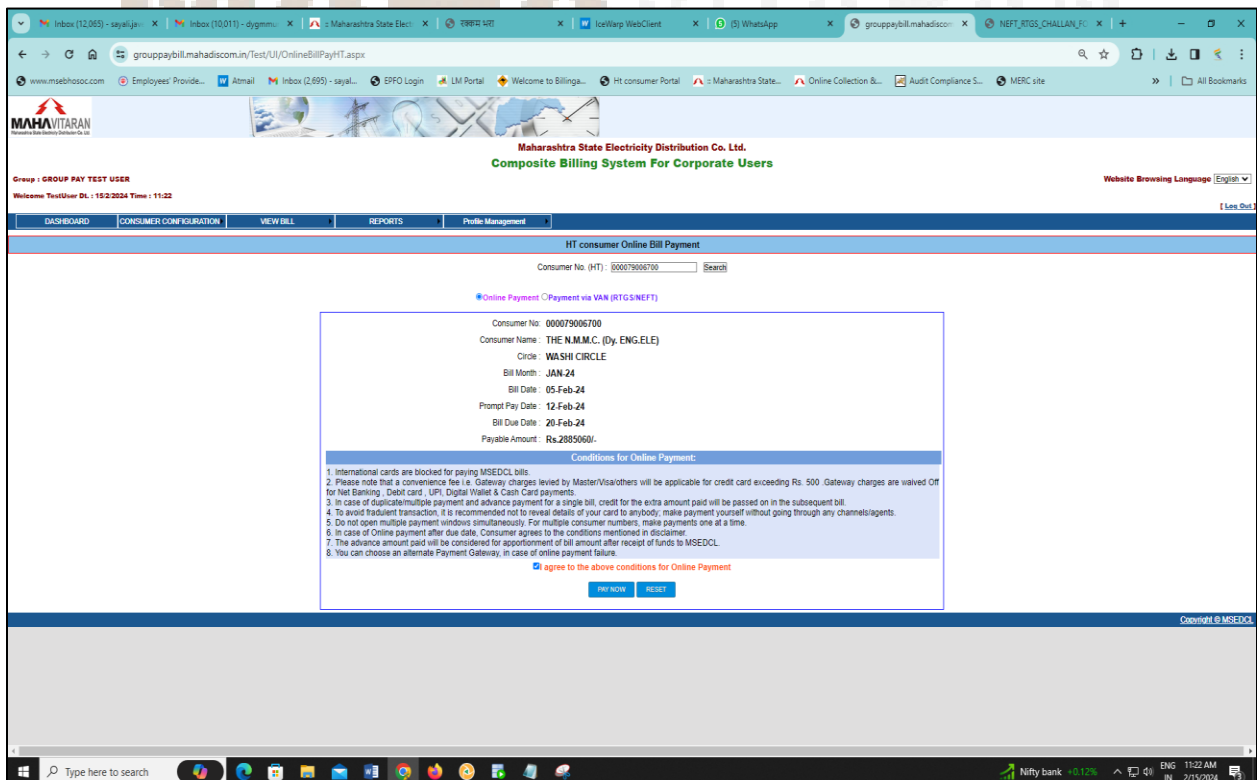 Inbox (12,065) - sayali.javi
Inbox (10,011) - dygmmu
:: Maharashtra State Elect
रक्कम भरा
IceWarp WebClient
(5) WhatsApp
grouppaybill.mahadiscom
NEFT_RTGS_CHALLAN_FO
grouppaybill.mahadiscom.in/Test/UI/OnlineBillPayHT.aspx
www.msebhosoc.com
Employees' Provide...
Atmail
Inbox (2,695) - sayal...
EPFO Login
LM Portal
Welcome to Billinga...
Ht consumer Portal
:: Maharashtra State...
Online Collection &...
Audit Compliance S...
MERC site
»
All Bookmarks
MAHAVITARAN
Maharashtra State Electricity Distribution Co. Ltd.
Maharashtra State Electricity Distribution Co. Ltd.
Composite Billing System For Corporate Users
Group : GROUP PAY TEST USER
Website Browsing Language English
Welcome TestUser Dt. : 15/2/2024 Time : 11:22
[ Log Out ]
DASHBOARD CONSUMER CONFIGURATION VIEW BILL REPORTS Profile Management
HT consumer Online Bill Payment
Consumer No. (HT) : 000079006700 Search
Online Payment Payment via VAN (RTGS/NEFT)
Consumer No: 000079006700
Consumer Name : THE N.M.M.C. (Dy. ENG.ELE)
Circle : WASHI CIRCLE
Bill Month : JAN-24
Bill Date : 05-Feb-24
Prompt Pay Date : 12-Feb-24
Bill Due Date : 20-Feb-24
Payable Amount : Rs.2885060/-
Conditions for Online Payment:
1. International cards are blocked for paying MSEDCL bills.
2. Please note that a convenience fee i.e. Gateway charges levied by Master/Visa/others will be applicable for credit card exceeding Rs. 500 .Gateway charges are waived Off
for Net Banking , Debit card , UPI, Digital Wallet & Cash Card payments.
3. In case of duplicate/multiple payment and advance payment for a single bill, credit for the extra amount paid will be passed on in the subsequent bill.
4. To avoid fradulent transaction, it is recommended not to reveal details of your card to anybody; make payment yourself without going through any channels/agents.
5. Do not open multiple payment windows simultaneously. For multiple consumer numbers, make payments one at a time.
6. In case of Online payment after due date, Consumer agrees to the conditions mentioned in disclaimer.
7. The advance amount paid will be considered for apportionment of bill amount after receipt of funds to MSEDCL.
8. You can choose an alternate Payment Gateway, in case of online payment failure.
I agree to the above conditions for Online Payment
PAY NOW RESET
Copyright @ MSEDCL
Type here to search
Nifty bank +0.12%
ENG 11:22 AM
IN 2/15/2024